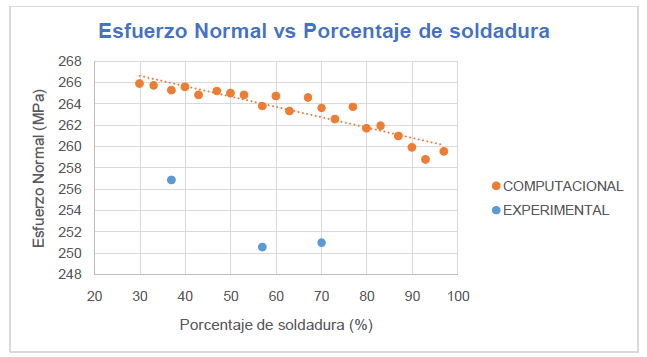 Esfuerzo Normal vs Porcentaje de soldadura
Esfuerzo Normal (MPa)
268
266
264
262
260
258
256
254
252
250
248
20 30 40 50 60 70 80 90 100
Porcentaje de soldadura (%)
COMPUTACIONAL
EXPERIMENTAL